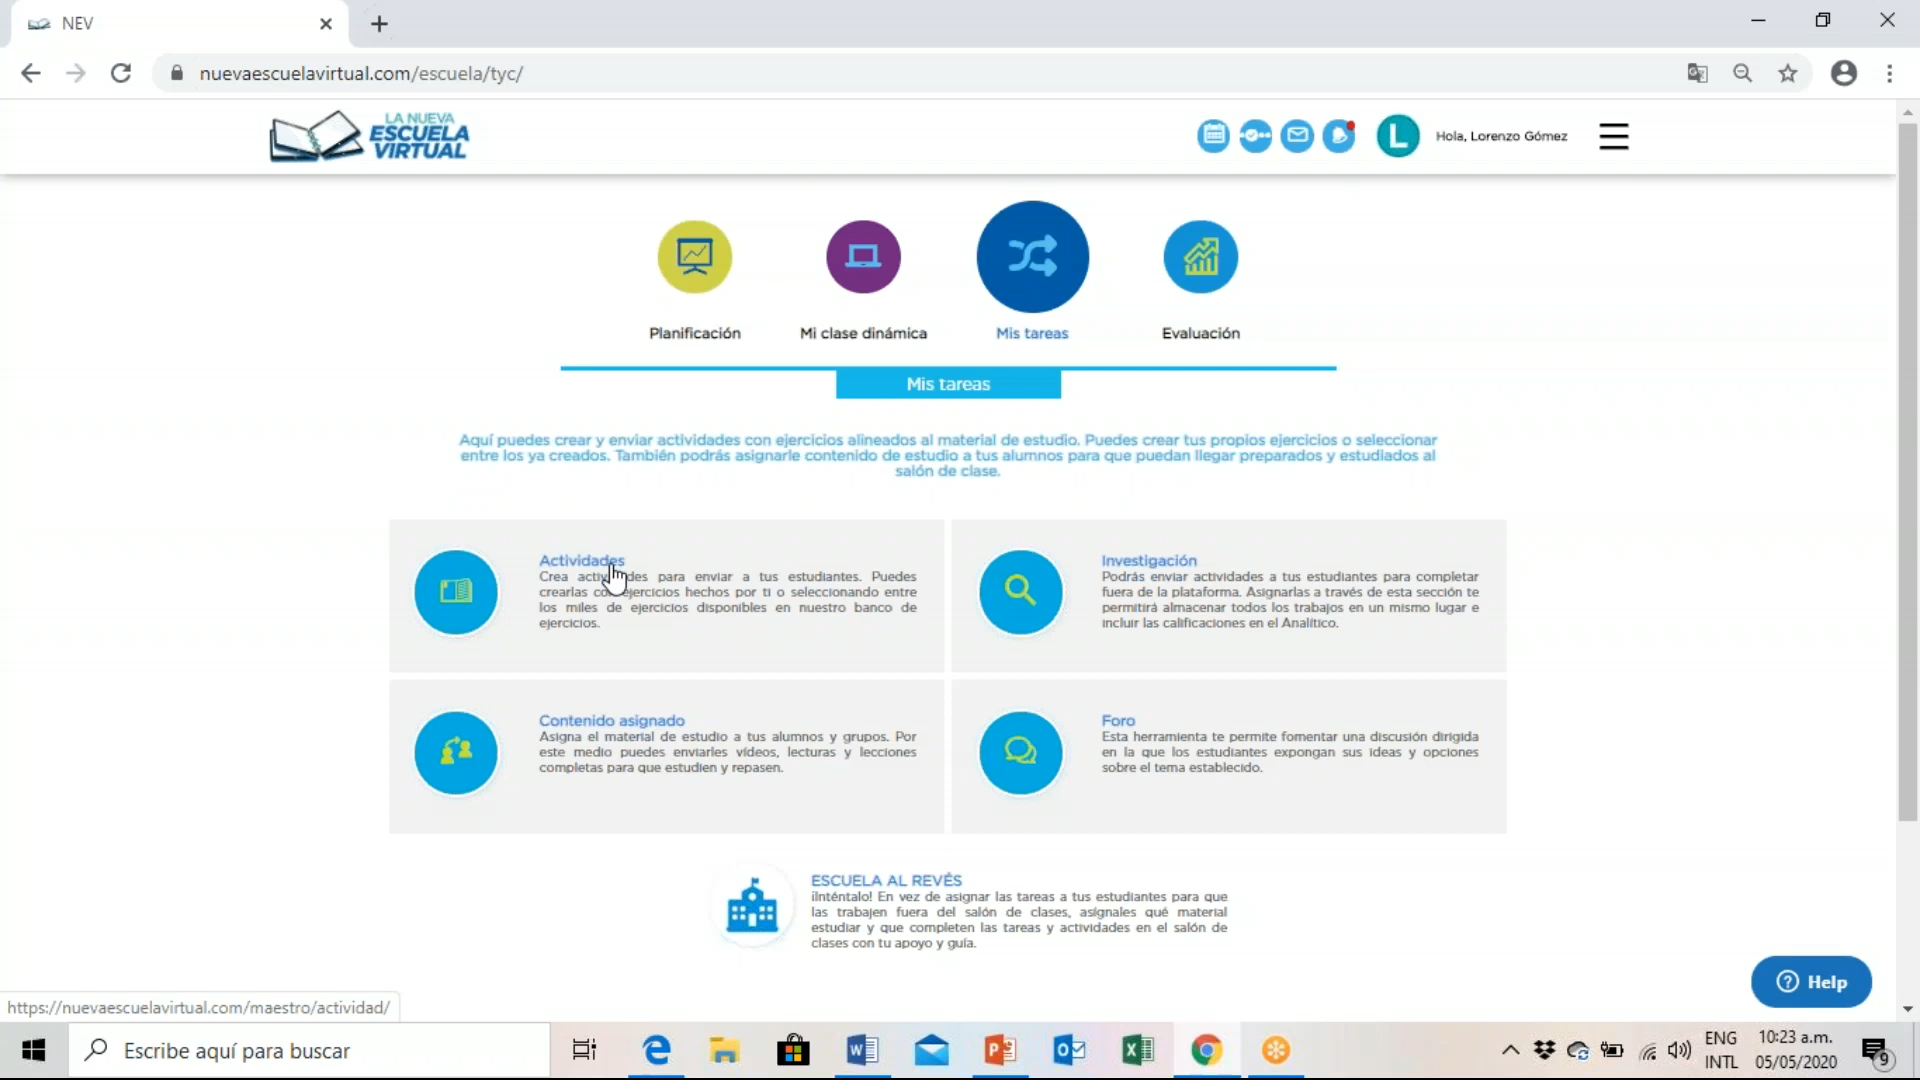 NEV
nuevaescuelavirtual.com/escuela/tyc/
LA NUEVA
ESCUELA
VIRTUAL
L
Hola, Lorenzo Gómez
Planificación
Mi clase dinámica
Mis tareas
Evaluación
Mis tareas
Aquí puedes crear y enviar actividades con ejercicios alineados al material de estudio. Puedes crear tus propios ejercicios o seleccionar
entre los ya creados. También podrás asignarle contenido de estudio a tus alumnos para que puedan llegar preparados y estudiados al
salón de clase.
Actividades
Crea actividades para enviar a tus estudiantes. Puedes
crearlas con ejercicios hechos por ti o seleccionando entre
los miles de ejercicios disponibles en nuestro banco de
ejercicios.
Investigación
Podrás enviar actividades a tus estudiantes para completar
fuera de la plataforma. Asignarlas a través de esta sección te
permitirá almacenar todos los trabajos en un mismo lugar e
incluir las calificaciones en el Analítico.
Contenido asignado
Asigna el material de estudio a tus alumnos y grupos. Por
este medio puedes enviarles vídeos, lecturas y lecciones
completas para que estudien y repasen.
Foro
Esta herramienta te permite fomentar una discusión dirigida
en la que los estudiantes expongan sus ideas y opciones
sobre el tema establecido.
ESCUELA AL REVÉS
¡Inténtalo! En vez de asignar las tareas a tus estudiantes para que
las trabajen fuera del salón de clases, asígnales qué material
estudiar y que completen las tareas y actividades en el salón de
clases con tu apoyo y guía.
Help
https://nuevaescuelavirtual.com/maestro/actividad/
Escribe aquí para buscar
ENG
INTL
10:23 a.m.
05/05/2020
9